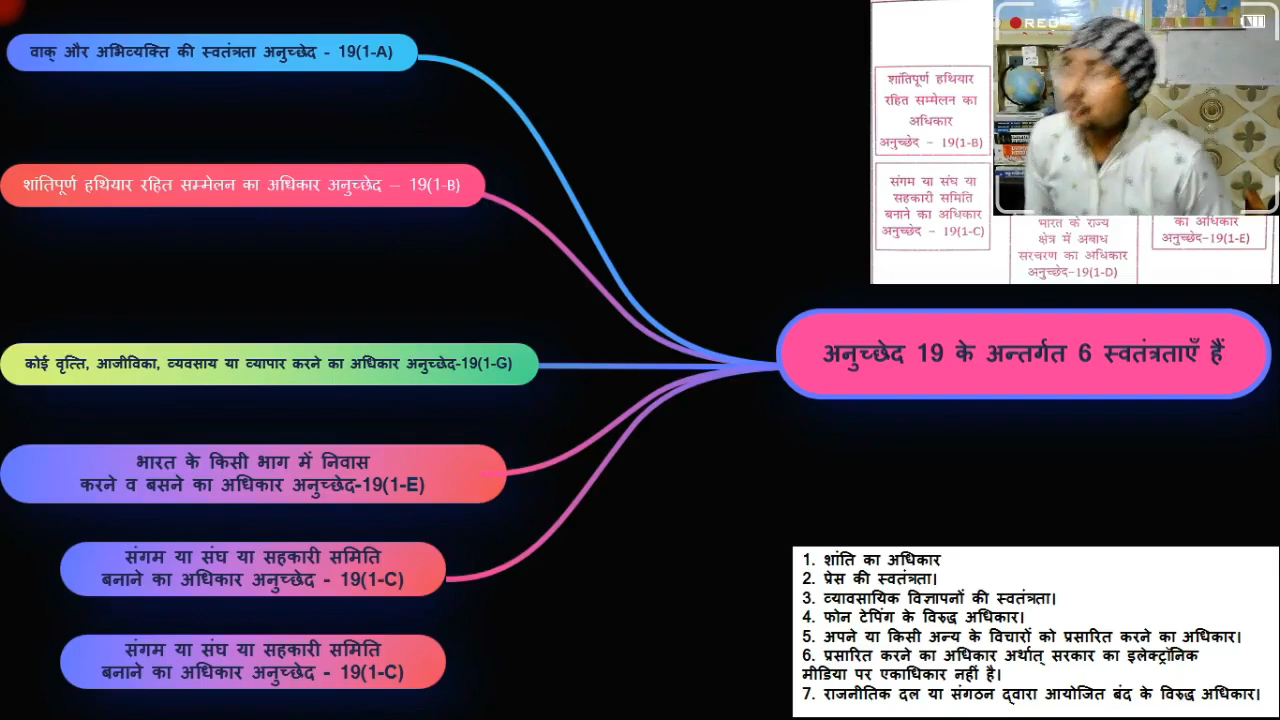 वाक् और अभिव्यक्ति की स्वतंत्रता अनुच्छेद - 19(1-A)
शांतिपूर्ण हथियार रहित सम्मेलन का अधिकार अनुच्छेद – 19(1-B)
कोई वृत्ति, आजीविका, व्यवसाय या व्यापार करने का अधिकार अनुच्छेद-19(1-G)
भारत के किसी भाग में निवास
करने व बसने का अधिकार अनुच्छेद-19(1-E)
संगम या संघ या सहकारी समिति
बनाने का अधिकार अनुच्छेद - 19(1-C)
संगम या संघ या सहकारी समिति
बनाने का अधिकार अनुच्छेद - 19(1-C)
अनुच्छेद 19 के अन्तर्गत 6 स्वतंत्रताएँ हैं
शांतिपूर्ण हथियार
रहित सम्मेलन का
अधिकार
अनुच्छेद – 19(1-B)
संगम या संघ या
सहकारी समिति
बनाने का अधिकार
अनुच्छेद – 19(1-C)
भारत के राज्य
क्षेत्र में अबाध
सरचरण का अधिकार
अनुच्छेद–19(1-D)
का अधिकार
अनुच्छेद–19(1-E)
REC
1. शांति का अधिकार
2. प्रेस की स्वतंत्रता।
3. व्यावसायिक विज्ञापनों की स्वतंत्रता।
4. फोन टेपिंग के विरुद्ध अधिकार।
5. अपने या किसी अन्य के विचारों को प्रसारित करने का अधिकार।
6. प्रसारित करने का अधिकार अर्थात् सरकार का इलेक्ट्रॉनिक
मीडिया पर एकाधिकार नहीं है।
7. राजनीतिक दल या संगठन द्वारा आयोजित बंद के विरुद्ध अधिकार।